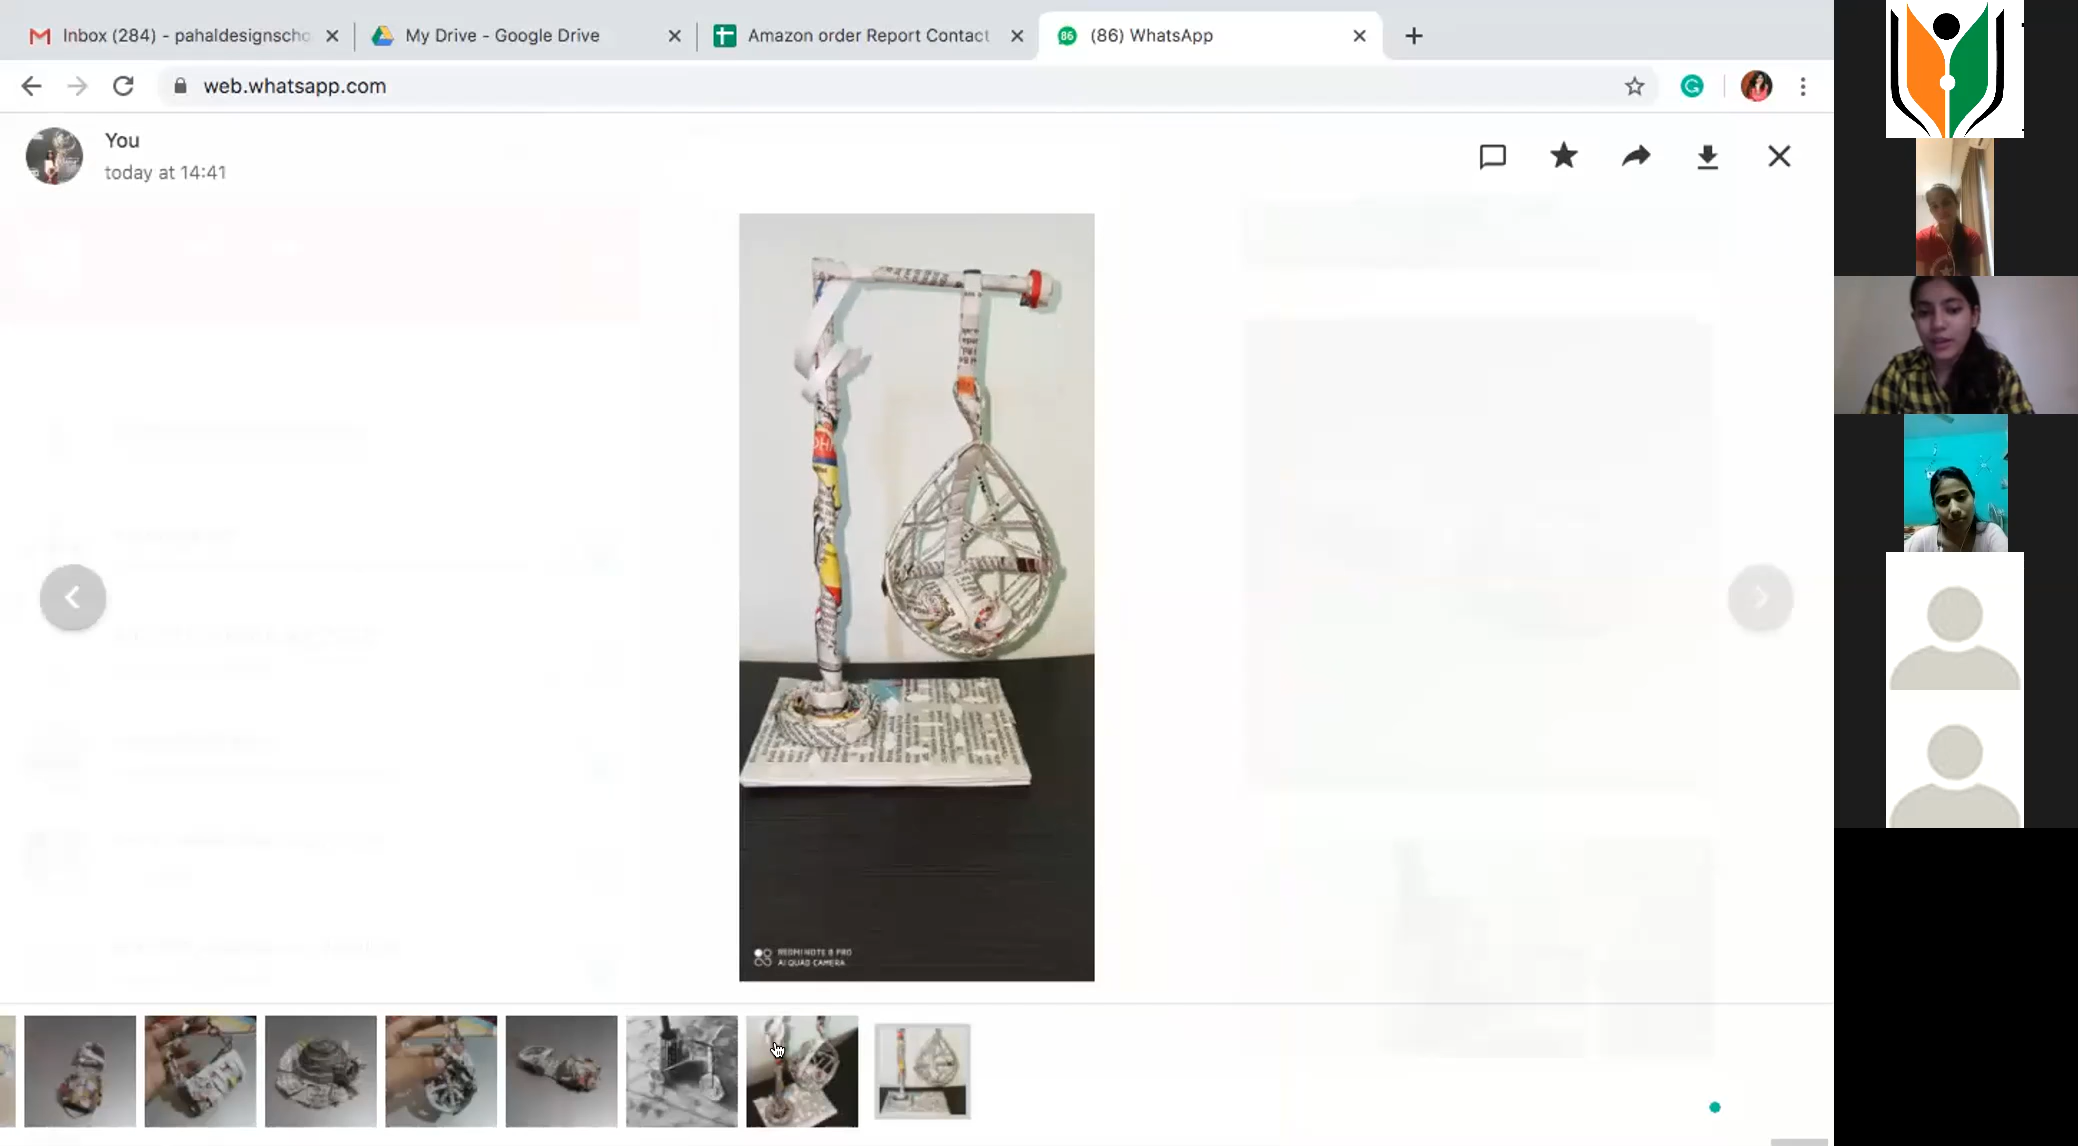 Inbox (284) - pahaldesignscho
My Drive - Google Drive
Amazon order Report Contact
86
(86) WhatsApp
web.whatsapp.com
You
today at 14:41
REDMI NOTE 8 PRO
AI QUAD CAMERA